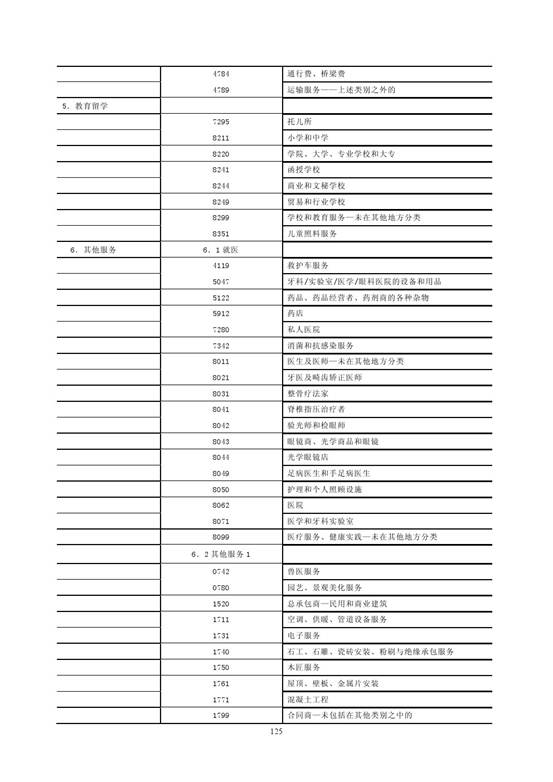 4784 通行费、桥梁费
4789 运输服务——上述类别之外的
5. 教育留学
7295 托儿所
8211 小学和中学
8220 学院、大学、专业学校和大专
8241 函授学校
8244 商业和文秘学校
8249 贸易和行业学校
8299 学校和教育服务—未在其他地方分类
8351 儿童照料服务
6. 其他服务 6. 1 就医
4119 救护车服务
5047 牙科/实验室/医学/眼科医院的设备和用品
5122 药品、药品经营者、药剂商的各种杂物
5912 药店
7280 私人医院
7342 消菌和抗感染服务
8011 医生及医师—未在其他地方分类
8021 牙医及畸齿矫正医师
8031 整骨疗法家
8041 脊椎指压治疗者
8042 验光师和检眼师
8043 眼镜商、光学商品和眼镜
8044 光学眼镜店
8049 足病医生和手足病医生
8050 护理和个人照顾设施
8062 医院
8071 医学和牙科实验室
8099 医疗服务、健康实践—未在其他地方分类
6. 2 其他服务 1
0742 兽医服务
0780 园艺、景观美化服务
1520 总承包商—民用和商业建筑
1711 空调、供暖、管道设备服务
1731 电子服务
1740 石工、石雕、瓷砖安装、粉刷与绝缘承包服务
1750 木匠服务
1761 屋顶、壁板、金属片安装
1771 混凝土工程
1799 合同商—未包括在其他类别之中的
125